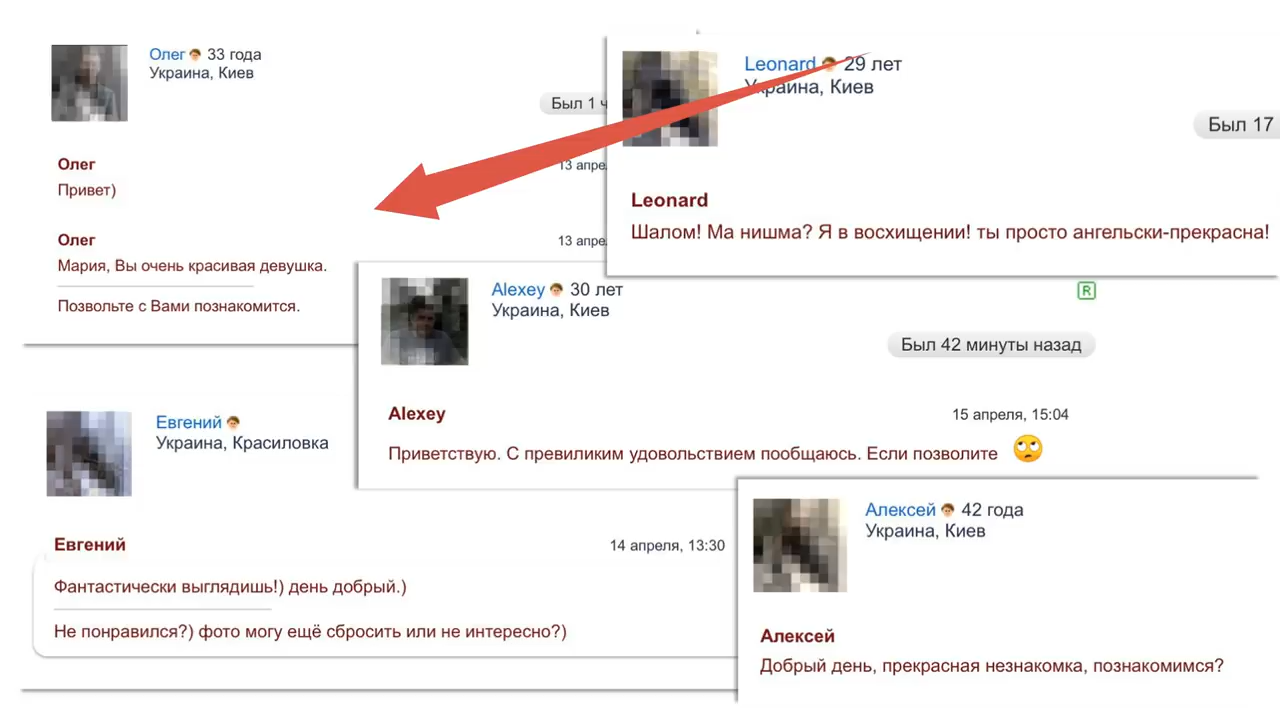 Олег 33 года
Украина, Киев
Был 1 ч
Олег
13 апре
Привет)
Олег
13 апре
Мария, Вы очень красивая девушка.
Позвольте с Вами познакомится.
Leonard 29 лет
Украина, Киев
Был 17
Leonard
Шалом! Ма нишма? Я в восхищении! ты просто ангельски-прекрасна!
Alexey 30 лет
Украина, Киев
R
Был 42 минуты назад
Alexey
15 апреля, 15:04
Приветствую. С превиликим удовольствием пообщаюсь. Если позволите
Евгений
Украина, Красиловка
Евгений
14 апреля, 13:30
Фантастически выглядишь!) день добрый.)
Не понравился?) фото могу ещё сбросить или не интересно?)
Алексей 42 года
Украина, Киев
Алексей
Добрый день, прекрасная незнакомка, познакомимся?